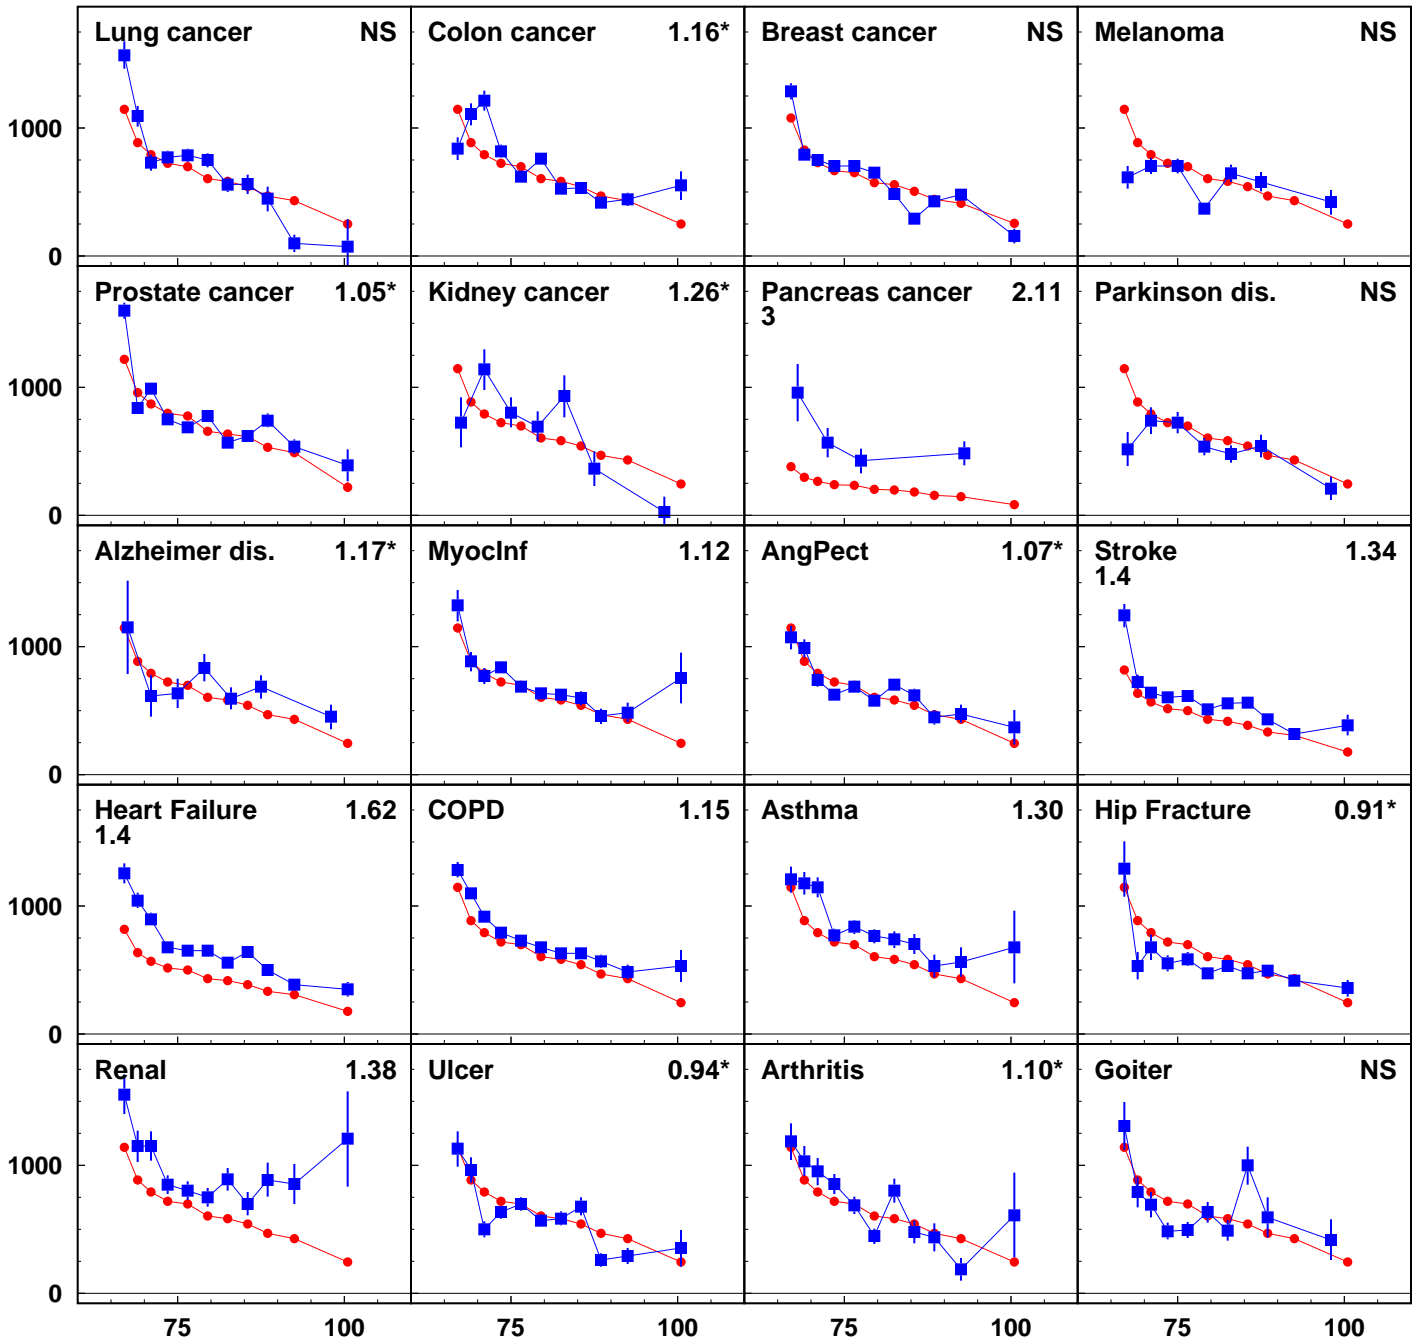 Lung cancer NS Colon cancer 1.16* Breast cancer NS Melanoma NS
1000
0
Prostate cancer 1.05* Kidney cancer 1.26* Pancreas cancer 2.11 Parkinson dis. NS
3
1000
0
Alzheimer dis. 1.17* MyocInf 1.12 AngPect 1.07* Stroke 1.34
1.4
1000
0
Heart Failure 1.62 COPD 1.15 Asthma 1.30 Hip Fracture 0.91*
1.4
1000
0
Renal 1.38 Ulcer 0.94* Arthritis 1.10* Goiter NS
1000
0
75 100 75 100 75 100 75 100